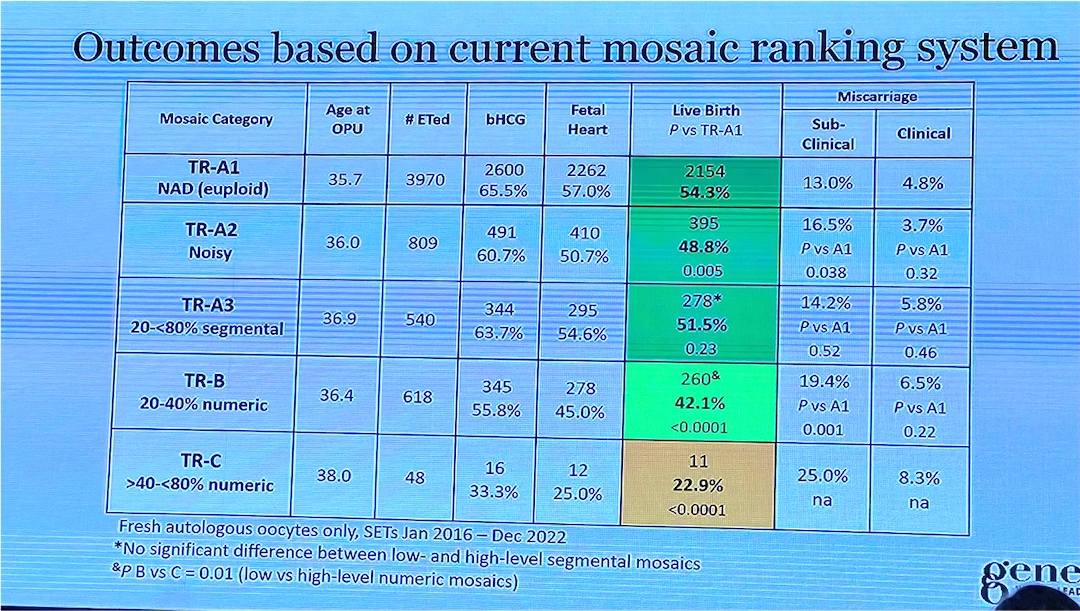 Outcomes based on current mosaic ranking system
Mosaic Category
Age at
OPU
# ETed
bHCG
Fetal
Heart
Live Birth
P vs TR-A1
Miscarriage
Sub-
Clinical
Clinical
TR-A1
NAD (euploid)
35.7
3970
2600
65.5%
2262
57.0%
2154
54.3%
13.0%
4.8%
TR-A2
Noisy
36.0
809
491
60.7%
410
50.7%
395
48.8%
0.005
16.5%
P vs A1
0.038
3.7%
P vs A1
0.32
TR-A3
20-<80% segmental
36.9
540
344
63.7%
295
54.6%
278*
51.5%
0.23
14.2%
P vs A1
0.52
5.8%
P vs A1
0.46
TR-B
20-40% numeric
36.4
618
345
55.8%
278
45.0%
260&
42.1%
<0.0001
19.4%
P vs A1
0.001
6.5%
P vs A1
0.22
TR-C
>40-<80% numeric
38.0
48
16
33.3%
12
25.0%
11
22.9%
<0.0001
25.0%
na
8.3%
na
Fresh autologous oocytes only, SETs Jan 2016 – Dec 2022
*No significant difference between low- and high-level segmental mosaics
&P B vs C = 0.01 (low vs high-level numeric mosaics)
gene